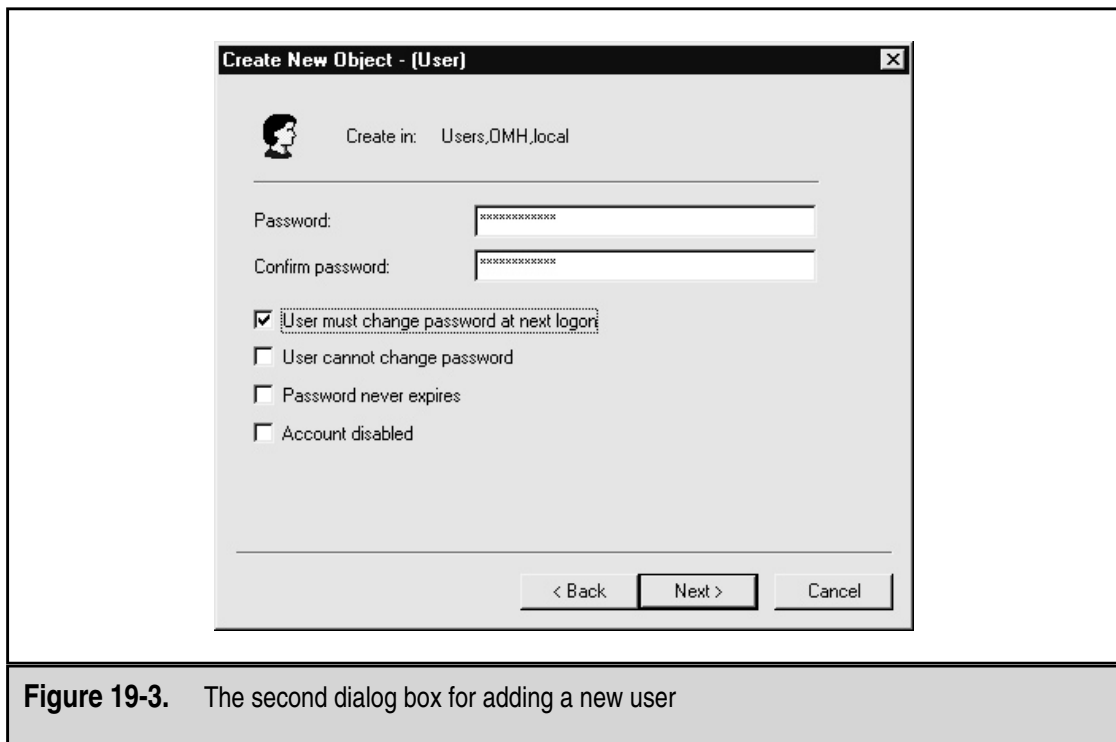 Create New Object - (User)
Create in: Users,OMH,local
Password: ************
Confirm password: ************
User must change password at next logon
User cannot change password
Password never expires
Account disabled
< Back Next > Cancel
Figure 19-3. The second dialog box for adding a new user